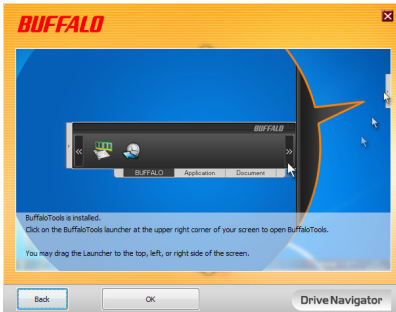 BUFFALO
BUFFALO
BUFFALO Application Document
BuffaloTools is installed.
Click on the BuffaloTools launcher at the upper right corner of your screen to open BuffaloTools.
You may drag the Launcher to the top, left, or right side of the screen.
Back OK DriveNavigator